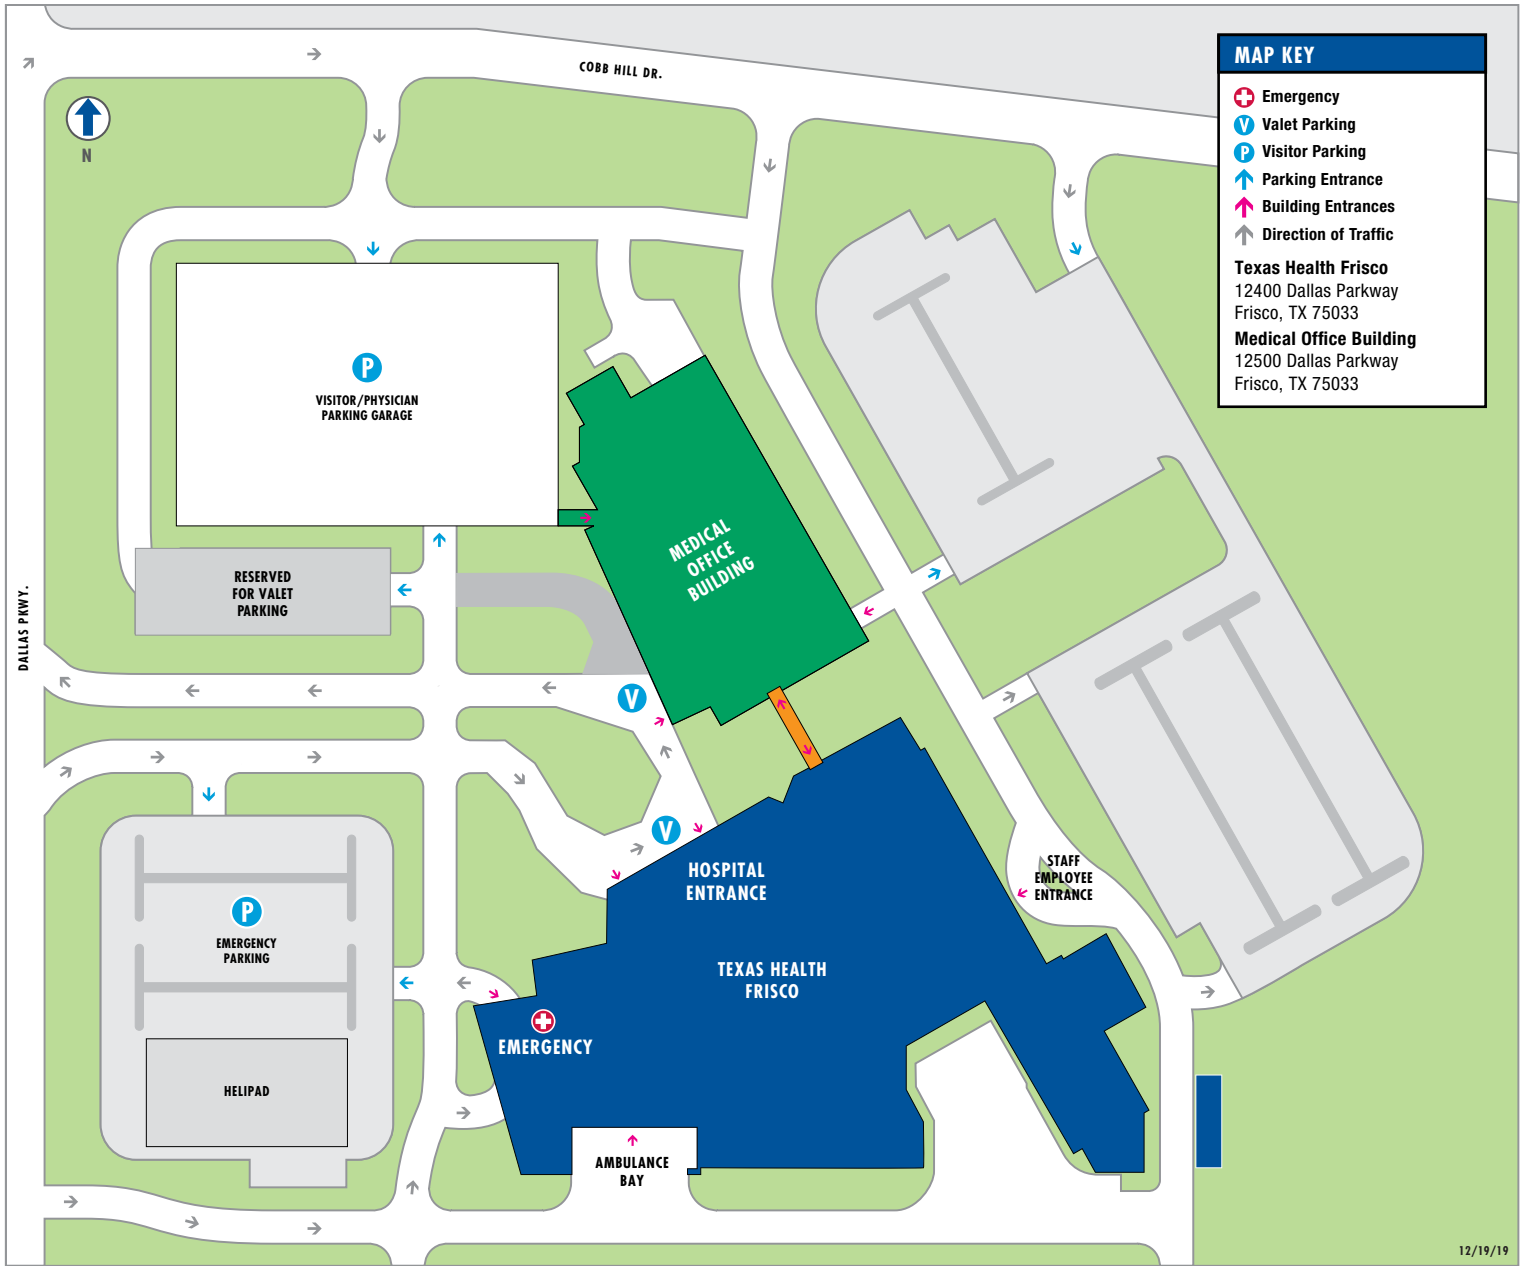 COBB HILL DR.
MAP KEY
Emergency
V Valet Parking
P Visitor Parking
Parking Entrance
Building Entrances
Direction of Traffic
Texas Health Frisco
12400 Dallas Parkway
Frisco, TX 75033
Medical Office Building
12500 Dallas Parkway
Frisco, TX 75033
N
P
VISITOR/PHYSICIAN
PARKING GARAGE
MEDICAL
OFFICE
BUILDING
RESERVED
FOR VALET
PARKING
DALLAS PKWY.
V
V
HOSPITAL
ENTRANCE
STAFF
EMPLOYEE
ENTRANCE
P
EMERGENCY
PARKING
TEXAS HEALTH
FRISCO
EMERGENCY
HELIPAD
AMBULANCE
BAY
12/19/19